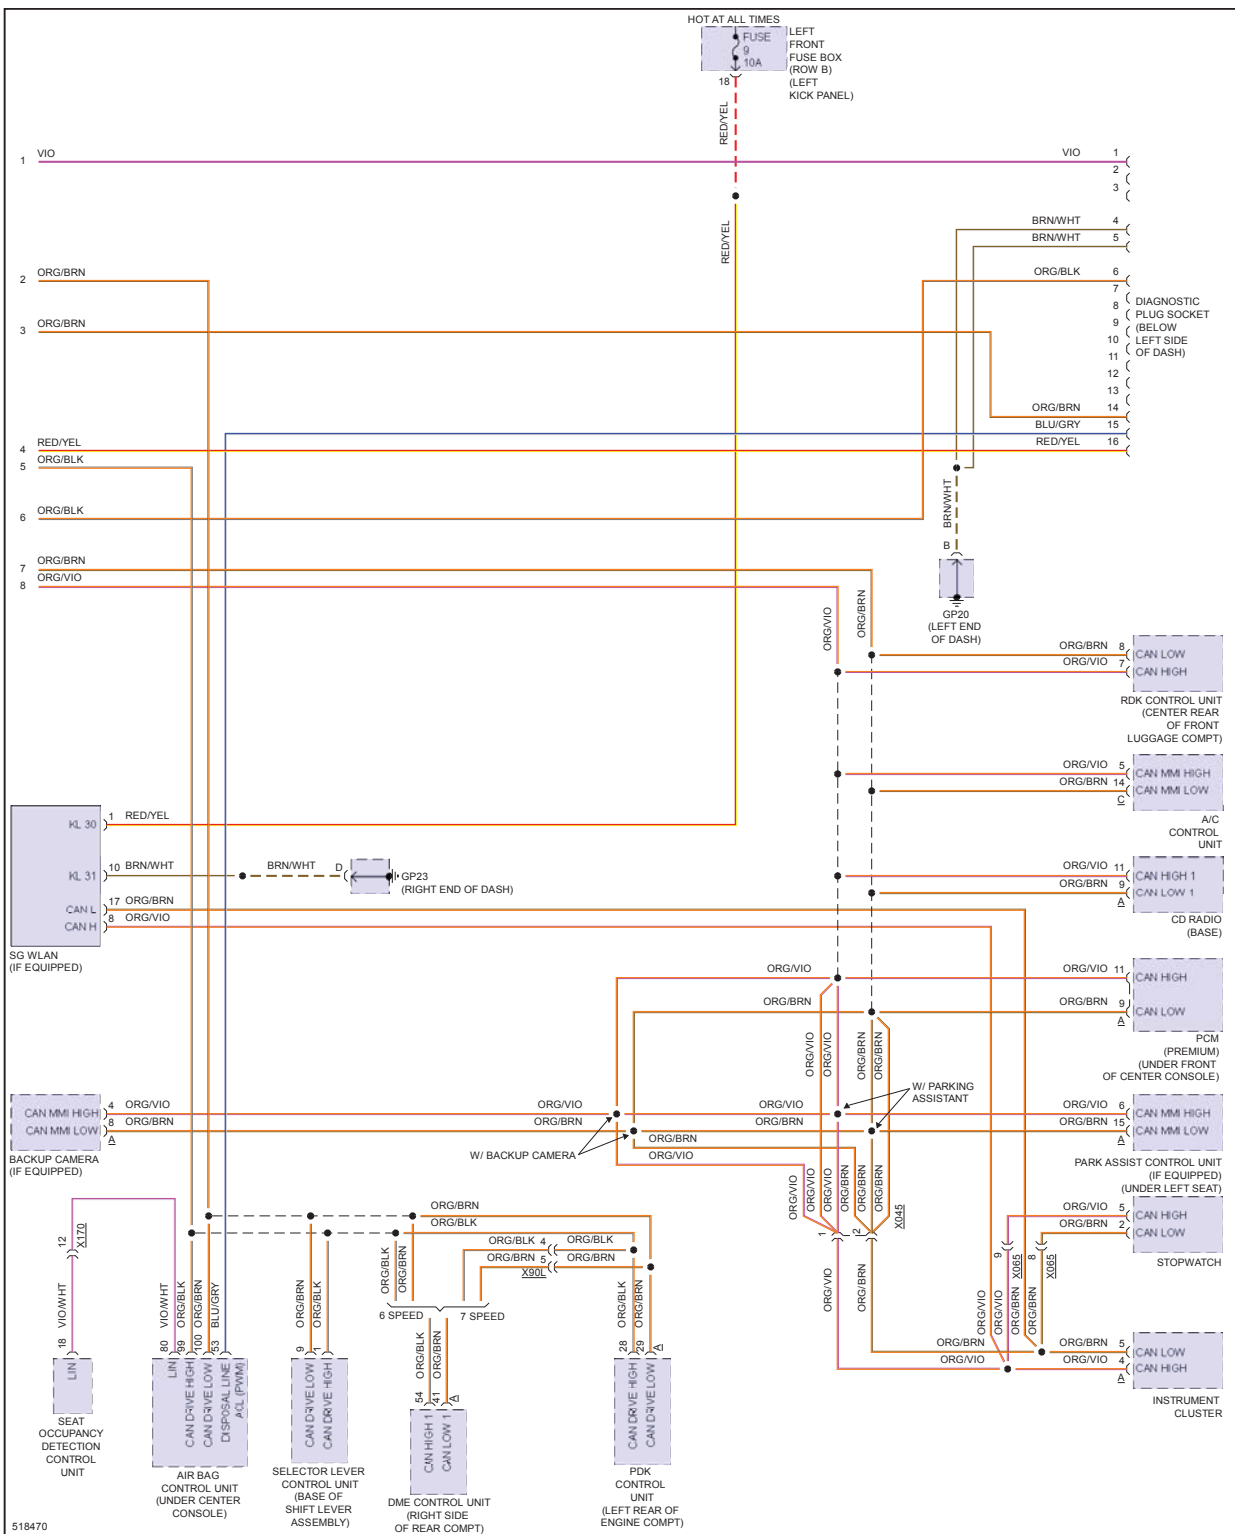 HOT AT ALL TIMES
FUSE
9
10A
LEFT
FRONT
FUSE BOX
(ROW B)
(LEFT
KICK PANEL)
18
RED/YEL
RED/YEL
1 VIO
VIO 1
2
3
BRN/WHT 4
BRN/WHT 5
2 ORG/BRN
ORG/BLK 6
7
8
9
10
11
12
13
DIAGNOSTIC
PLUG SOCKET
(BELOW
LEFT SIDE
OF DASH)
3 ORG/BRN
ORG/BRN 14
BLU/GRY 15
RED/YEL 16
4 RED/YEL
5 ORG/BLK
6 ORG/BLK
BRN/WHT
B
GP20
(LEFT END
OF DASH)
7 ORG/BRN
8 ORG/VIO
ORG/VIO
ORG/BRN
ORG/BRN 8 CAN LOW
ORG/VIO 7 CAN HIGH
RDK CONTROL UNIT
(CENTER REAR
OF FRONT
LUGGAGE COMPT)
ORG/VIO 5 CAN MMI HIGH
ORG/BRN 14 CAN MMI LOW
C
A/C
CONTROL
UNIT
KL 30 1 RED/YEL
KL 31 10 BRN/WHT
BRN/WHT D
GP23
(RIGHT END OF DASH)
CAN L 17 ORG/BRN
CAN H 8 ORG/VIO
SG WLAN
(IF EQUIPPED)
ORG/VIO 11 CAN HIGH 1
ORG/BRN 9 CAN LOW 1
A
CD RADIO
(BASE)
ORG/VIO
ORG/VIO 11 CAN HIGH
ORG/BRN
ORG/BRN 9 CAN LOW
A
PCM
(PREMIUM)
(UNDER FRONT
OF CENTER CONSOLE)
ORG/VIO
ORG/VIO
ORG/BRN
ORG/BRN
W/ PARKING
ASSISTANT
CAN MMI HIGH 4 ORG/VIO
CAN MMI LOW 8 ORG/BRN
A
BACKUP CAMERA
(IF EQUIPPED)
ORG/VIO
ORG/BRN
W/ BACKUP CAMERA
ORG/BRN
ORG/VIO
ORG/VIO
ORG/BRN
ORG/VIO 6 CAN MMI HIGH
ORG/BRN 15 CAN MMI LOW
A
PARK ASSIST CONTROL UNIT
(IF EQUIPPED)
(UNDER LEFT SEAT)
ORG/VIO
ORG/VIO
ORG/VIO
ORG/BRN
ORG/BRN
ORG/BRN
1
2
X045
ORG/VIO 5 CAN HIGH
ORG/BRN 2 CAN LOW
STOPWATCH
9
X065
8
X065
ORG/VIO
ORG/BRN
ORG/VIO
ORG/VIO
ORG/BRN
ORG/BRN
ORG/BRN
ORG/VIO
ORG/BRN 5 CAN LOW
ORG/VIO 4 CAN HIGH
A
INSTRUMENT
CLUSTER
12
X170
VIO/WHT
18
LIN
SEAT
OCCUPANCY
DETECTION
CONTROL
UNIT
VIO/WHT
ORG/BLK
ORG/BRN
BLU/GRY
80
99
100
53
LIN
CAN DRIVE HIGH
CAN DRIVE LOW
DISPOSAL LINE
ACL (PWM)
AIR BAG
CONTROL UNIT
(UNDER CENTER
CONSOLE)
ORG/BRN
ORG/BLK
9
1
CAN DRIVE LOW
CAN DRIVE HIGH
SELECTOR LEVER
CONTROL UNIT
(BASE OF
SHIFT LEVER
ASSEMBLY)
ORG/BRN
ORG/BLK
ORG/BLK 4 ORG/BLK
ORG/BRN 5 ORG/BRN
X90L
ORG/BLK
ORG/BRN
6 SPEED
7 SPEED
ORG/BLK
ORG/BRN
54
41
A
CAN HIGH 1
CAN LOW 1
DME CONTROL UNIT
(RIGHT SIDE
OF REAR COMPT)
ORG/BLK
ORG/BRN
28
29
A
CAN DRIVE HIGH
CAN DRIVE LOW
PDK
CONTROL
UNIT
(LEFT REAR OF
ENGINE COMPT)
518470